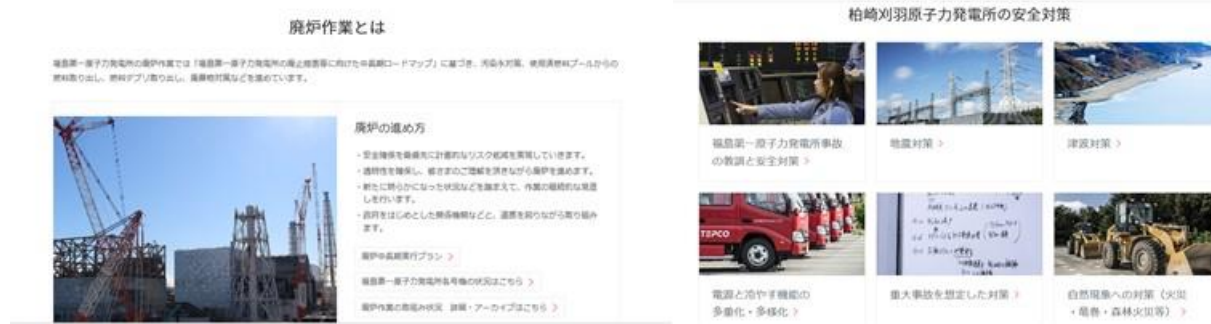 廃炉作業とは
福島第一原子力発電所の廃炉作業では「福島第一原子力発電所の廃止措置等に向けた中長期ロードマップ」に基づき、汚染水対策、使用済燃料プールからの
燃料取り出し、燃料デブリ取り出し、廃棄物対策などを進めています。
廃炉の進め方
・安全確保を最優先に計画的なリスク低減を実現していきます。
・透明性を確保し、皆さまのご理解を頂きながら廃炉を進めます。
・新たに明らかになった状況などを踏まえて、作業の継続的な見直
しを行います。
・政府をはじめとした関係機関などと、連携を図りながら取り組み
ます。
廃炉中長期実行プラン >
福島第一原子力発電所各号機の状況はこちら >
廃炉作業の取組み状況 詳細・アーカイブはこちら >
柏崎刈羽原子力発電所の安全対策
福島第一原子力発電所事故
の教訓と安全対策 >
地震対策 >
津波対策 >
TEPCO
電源と冷やす機能の
多重化・多様化 >
重大事故を想定した対策 >
自然現象への対策（火災
・竜巻・森林火災等） >